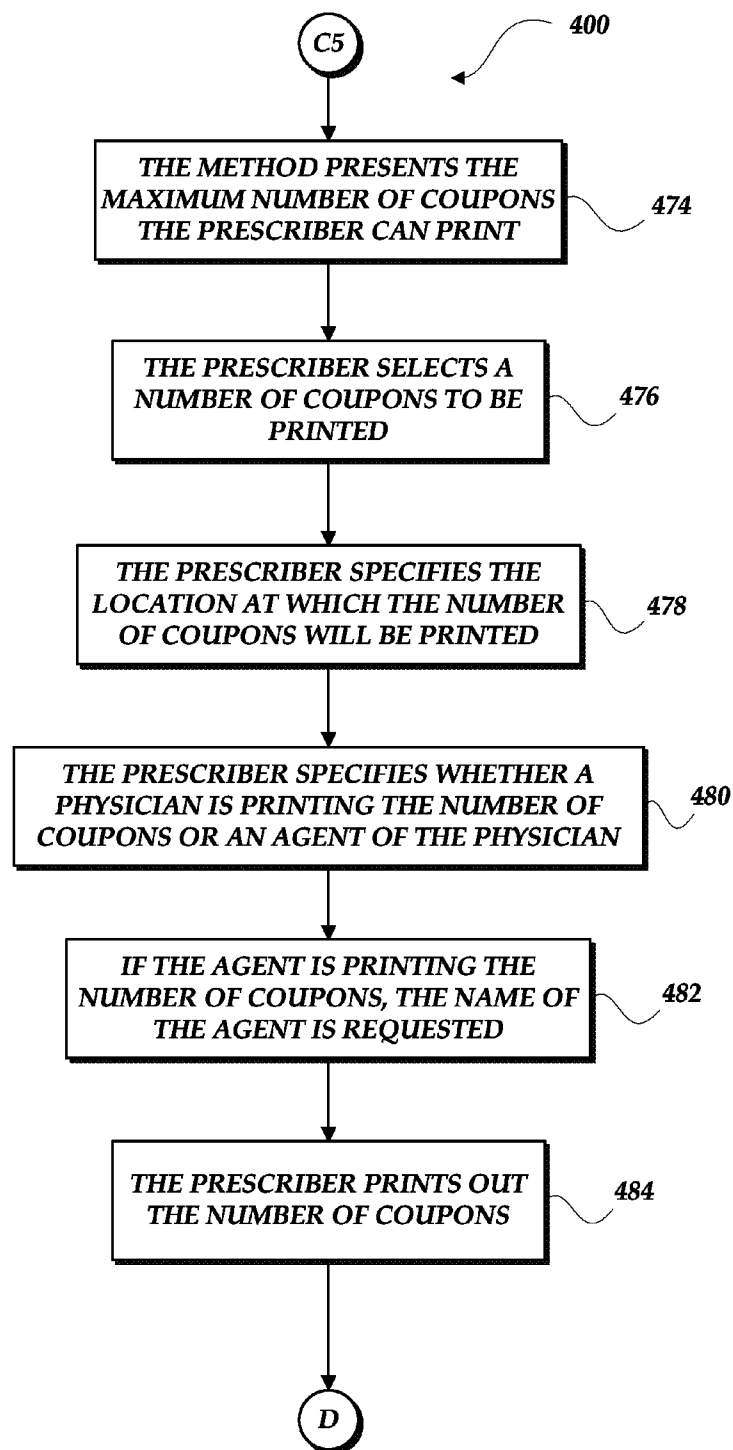 C5
400
THE METHOD PRESENTS THE
MAXIMUM NUMBER OF COUPONS
THE PRESCRIBER CAN PRINT
474
THE PRESCRIBER SELECTS A
NUMBER OF COUPONS TO BE
PRINTED
476
THE PRESCRIBER SPECIFIES THE
LOCATION AT WHICH THE NUMBER
OF COUPONS WILL BE PRINTED
478
THE PRESCRIBER SPECIFIES WHETHER A
PHYSICIAN IS PRINTING THE NUMBER OF
COUPONS OR AN AGENT OF THE PHYSICIAN
480
IF THE AGENT IS PRINTING THE
NUMBER OF COUPONS, THE NAME OF
THE AGENT IS REQUESTED
482
THE PRESCRIBER PRINTS OUT
THE NUMBER OF COUPONS
484
D